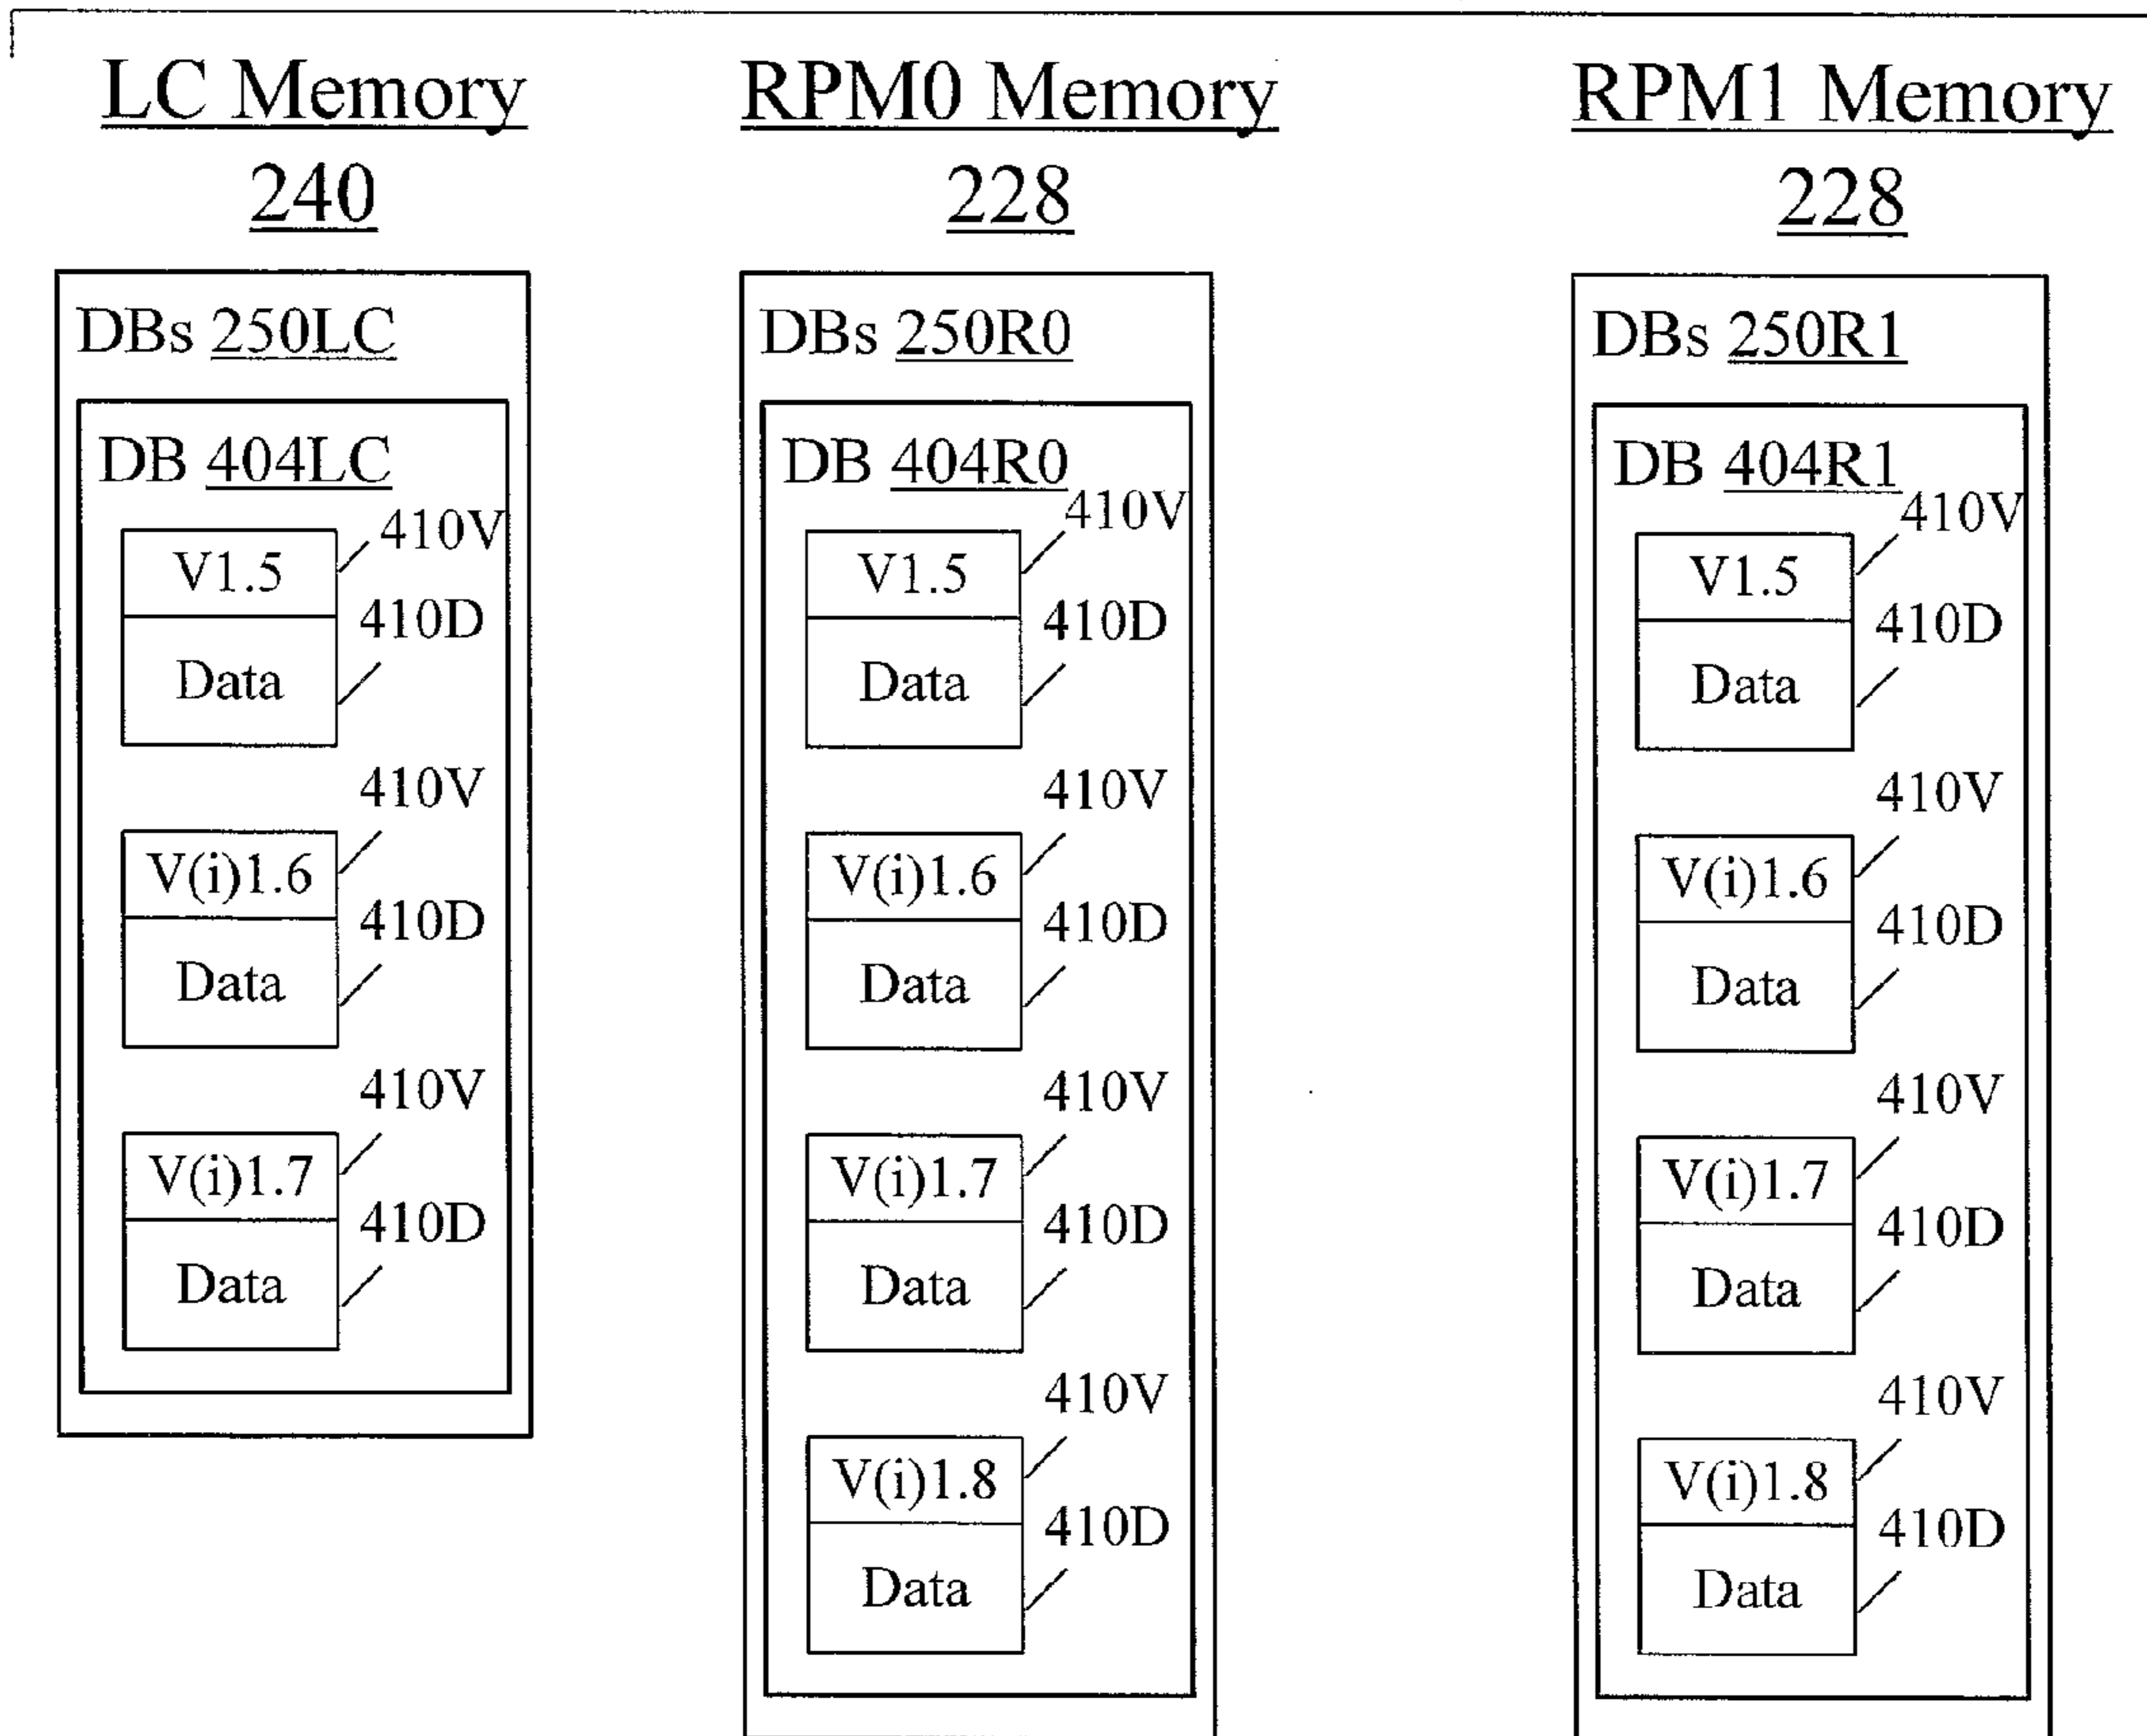 LC Memory
240
DBs 250LC
DB 404LC
410V
V1.5
410D
Data
410V
V(i)1.6
410D
Data
410V
V(i)1.7
410D
Data
RPM0 Memory
228
DBs 250R0
DB 404R0
410V
V1.5
410D
Data
410V
V(i)1.6
410D
Data
410V
V(i)1.7
410D
Data
410V
V(i)1.8
410D
Data
RPM1 Memory
228
DBs 250R1
DB 404R1
410V
V1.5
410D
Data
410V
V(i)1.6
410D
Data
410V
V(i)1.7
410D
Data
410V
V(i)1.8
410D
Data